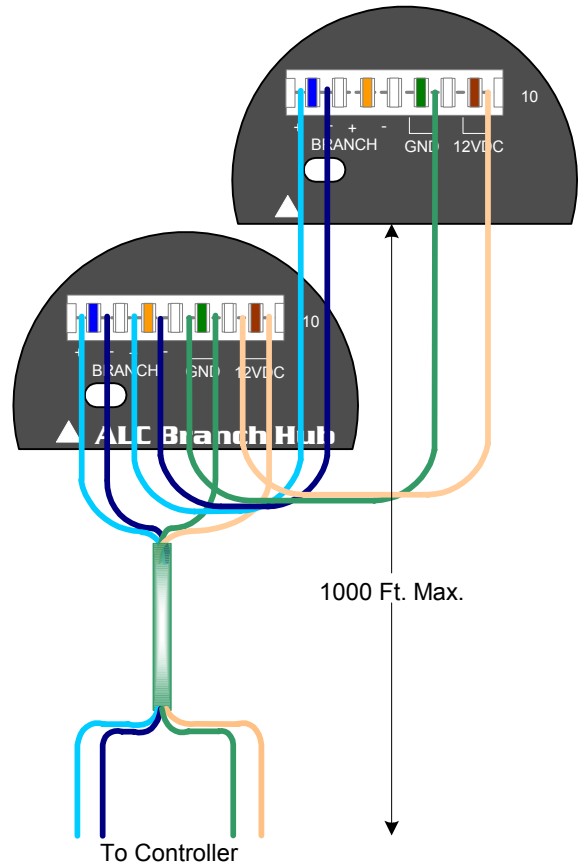 10
+ - + -
BRANCH GND 12VDC
10
+ - + -
BRANCH GND 12VDC
ALC Branch Hub
1000 Ft. Max.
To Controller